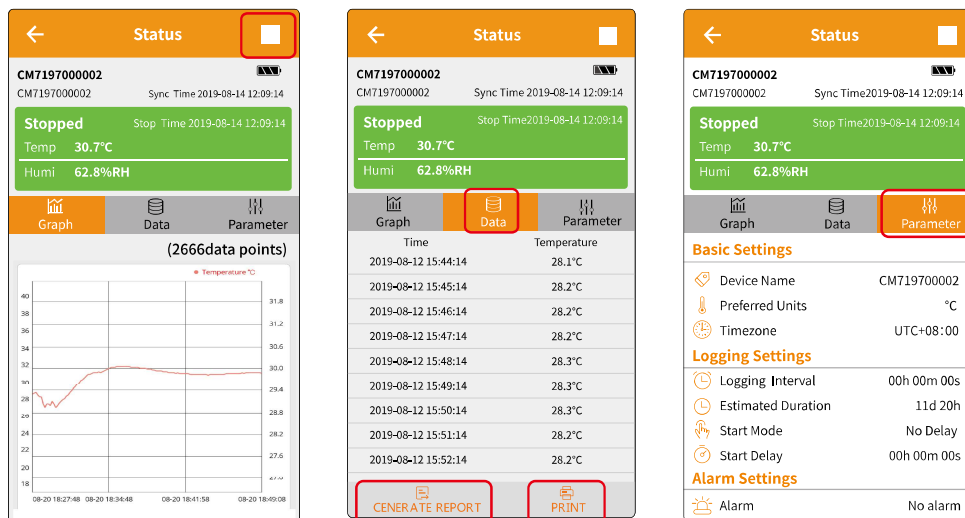 Status
CM7197000002
CM7197000002 Sync Time 2019-08-14 12:09:14
Stopped Stop Time 2019-08-14 12:09:14
Temp 30.7°C
Humi 62.8%RH
Graph Data Parameter
(2666data points)
Temperature °C
40
38
36
34
32
30
28
24
22
20
18
31.8
31.2
30.6
30.0
29.4
28.8
28.2
27.6
27.0
08-20 18:27:48 08-20 18:34:48 08-20 18:41:58 08-20 18:49:08
Status
CM7197000002
CM7197000002 Sync Time 2019-08-14 12:09:14
Stopped Stop Time2019-08-14 12:09:14
Temp 30.7°C
Humi 62.8%RH
Graph Data Parameter
Time Temperature
2019-08-12 15:44:14 28.1°C
2019-08-12 15:45:14 28.2°C
2019-08-12 15:46:14 28.2°C
2019-08-12 15:47:14 28.2°C
2019-08-12 15:48:14 28.3°C
2019-08-12 15:49:14 28.3°C
2019-08-12 15:50:14 28.3°C
2019-08-12 15:51:14 28.2°C
2019-08-12 15:52:14 28.2°C
CENERATE REPORT PRINT
Status
CM7197000002
CM7197000002 Sync Time2019-08-14 12:09:14
Stopped Stop Time2019-08-14 12:09:14
Temp 30.7°C
Humi 62.8%RH
Graph Data Parameter
Basic Settings
Device Name CM719700002
Preferred Units °C
Timezone UTC+08:00
Logging Settings
Logging Interval 00h 00m 00s
Estimated Duration 11d 20h
Start Mode No Delay
Start Delay 00h 00m 00s
Alarm Settings
Alarm No alarm